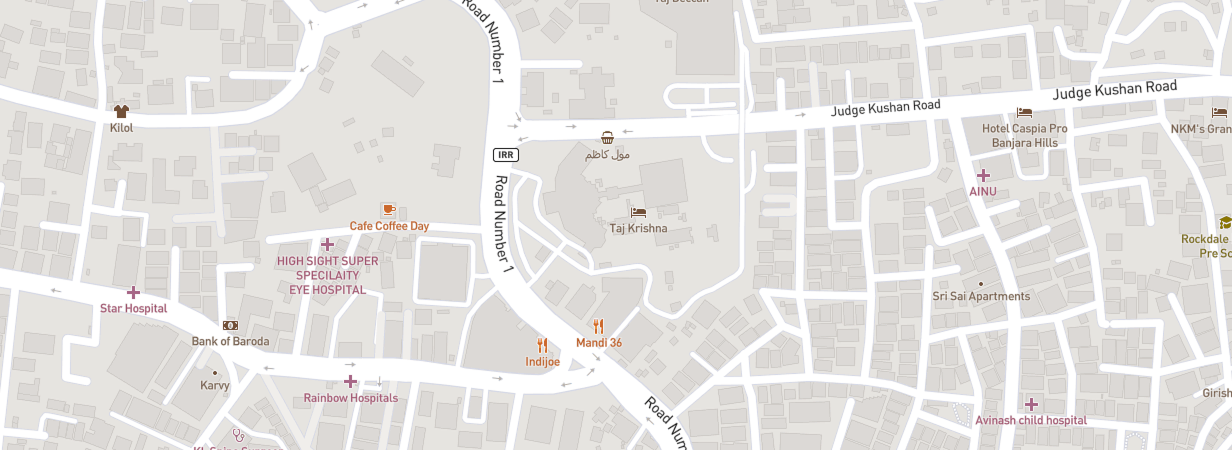 Taj Deccan
Road Number 1
Judge Kushan Road
Judge Kushan Road
Kilol
Hotel Caspia Pro
Banjara Hills
NKM's Gran
مول كاظم
IRR
AINU
Road Number 1
Cafe Coffee Day
Taj Krishna
Rockdale
Pre Sc
HIGH SIGHT SUPER
SPECILAITY
EYE HOSPITAL
Sri Sai Apartments
Star Hospital
Bank of Baroda
Mandi 36
Indijoe
Karvy
Rainbow Hospitals
Girish
Road Num
Avinash child hospital